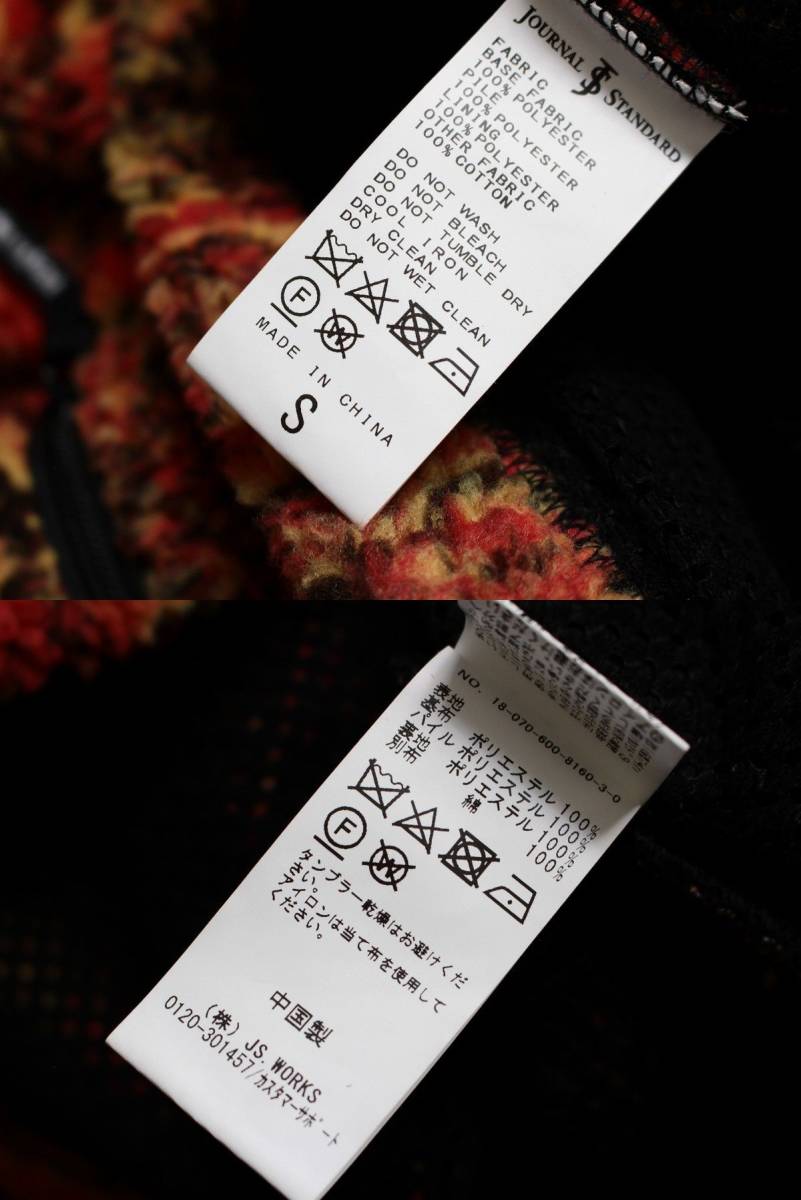 JOURNAL JS STANDARD
FABRIC
BASE FABRIC
100%POLYESTER
PILE
100%POLYESTER
LINING
100%POLYESTER
OTHER FABRIC
100%COTTON
DO NOT WASH
DO NOT BLEACH
DO NOT TUMBLE DRY
COOL IRON
DRY CLEAN
DO NOT WET CLEAN
F
W
MADE IN CHINA
S
NO. 18-070-600-8160-3-0
表地
基布 ポリエステル 100%
パイル ポリエステル 100%
裏地 ポリエステル 100%
別布 綿 100%
F
W
タンブラー乾燥はお避けくだ
さい。
アイロンは当て布を使用して
ください。
中国製
(株) JS. WORKS
0120-301457/カスタマーサポート